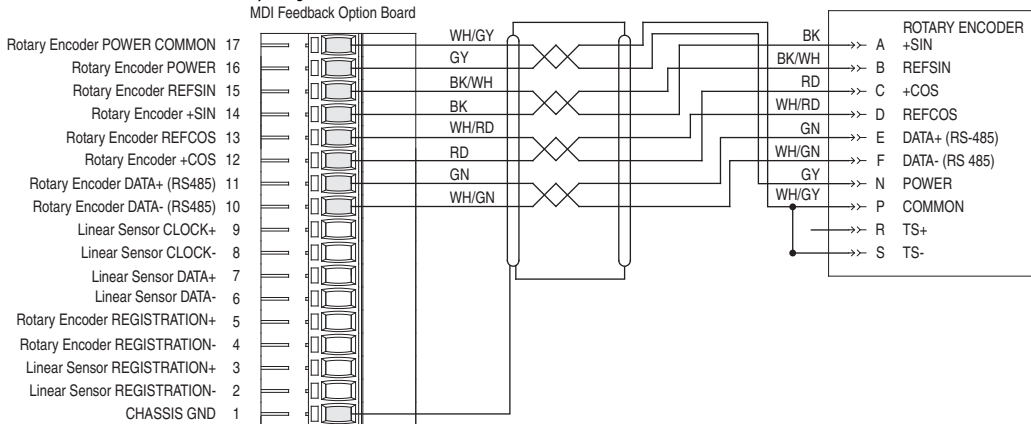 MDI Feedback Option Board
Rotary Encoder POWER COMMON 17
Rotary Encoder POWER 16
Rotary Encoder REFSIN 15
Rotary Encoder +SIN 14
Rotary Encoder REFCOS 13
Rotary Encoder +COS 12
Rotary Encoder DATA+ (RS485) 11
Rotary Encoder DATA- (RS485) 10
Linear Sensor CLOCK+ 9
Linear Sensor CLOCK- 8
Linear Sensor DATA+ 7
Linear Sensor DATA- 6
Rotary Encoder REGISTRATION+ 5
Rotary Encoder REGISTRATION- 4
Linear Sensor REGISTRATION+ 3
Linear Sensor REGISTRATION- 2
CHASSIS GND 1
WH/GY
GY
BK/WH
BK
WH/RD
RD
GN
WH/GN
ROTARY ENCODER
BK A +SIN
BK/WH B REFSIN
RD C +COS
WH/RD D REFCOS
GN E DATA+ (RS-485)
WH/GN F DATA- (RS 485)
GY N POWER
WH/GY P COMMON
R TS+
S TS-